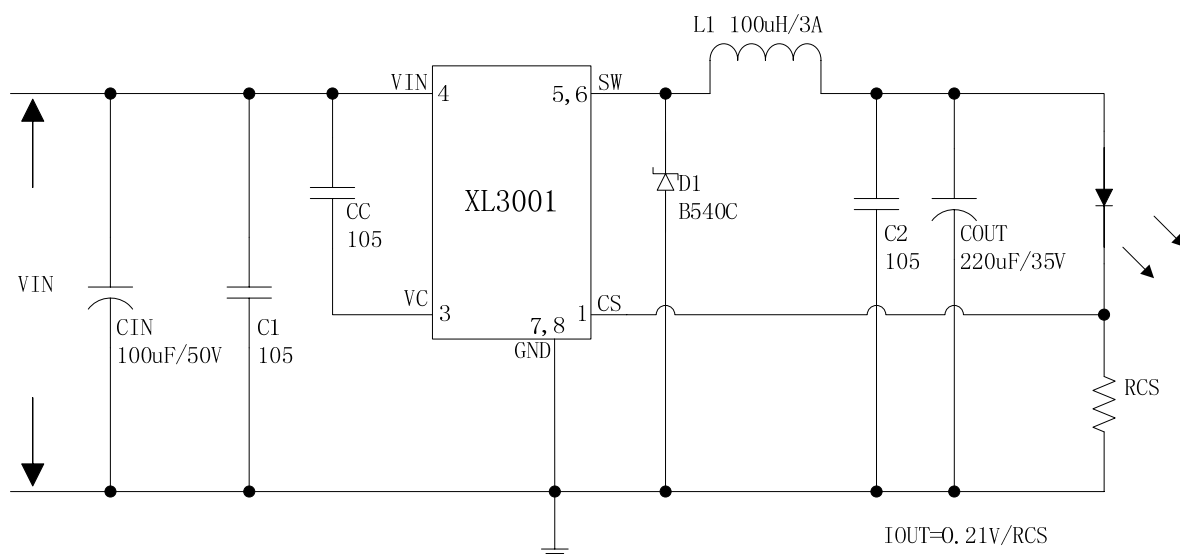 L1 100uH/3A
VIN
4
5,6
SW
XL3001
D1
B540C
CC
105
C2
105
COUT
220uF/35V
VIN
VC
3
1
CS
7,8
GND
CIN
100uF/50V
C1
105
RCS
IOUT=0.21V/RCS